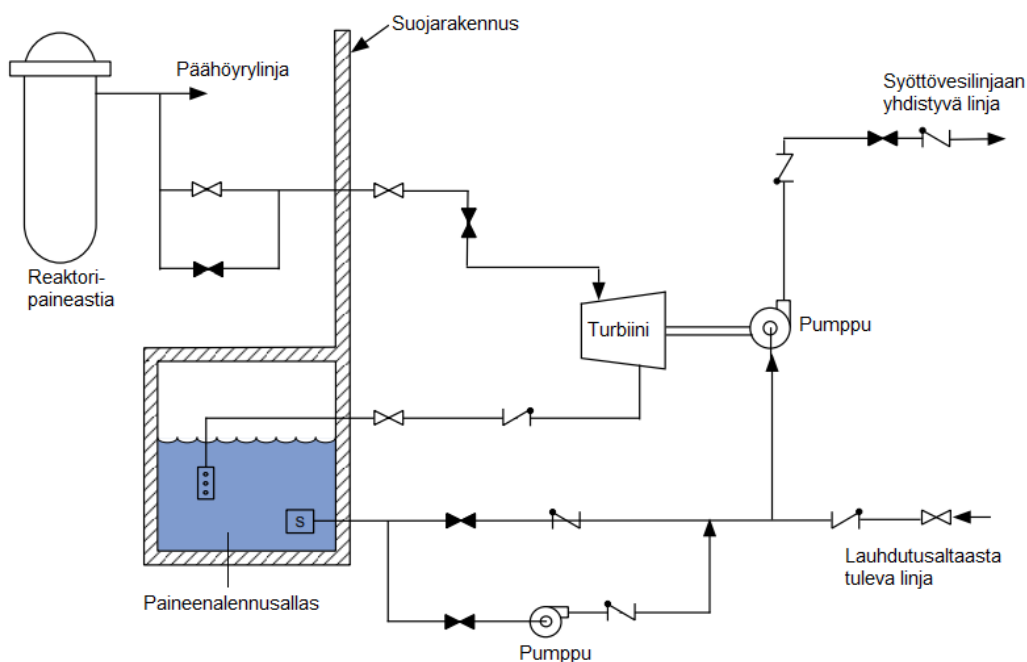 Suojarakennus
Päähöyrylinja
Syöttövesilinjaan
yhdistyvä linja
Reaktori-
paineastia
Turbiini
Pumppu
S
Lauhdutusaltaasta
tuleva linja
Paineenalennusallas
Pumppu